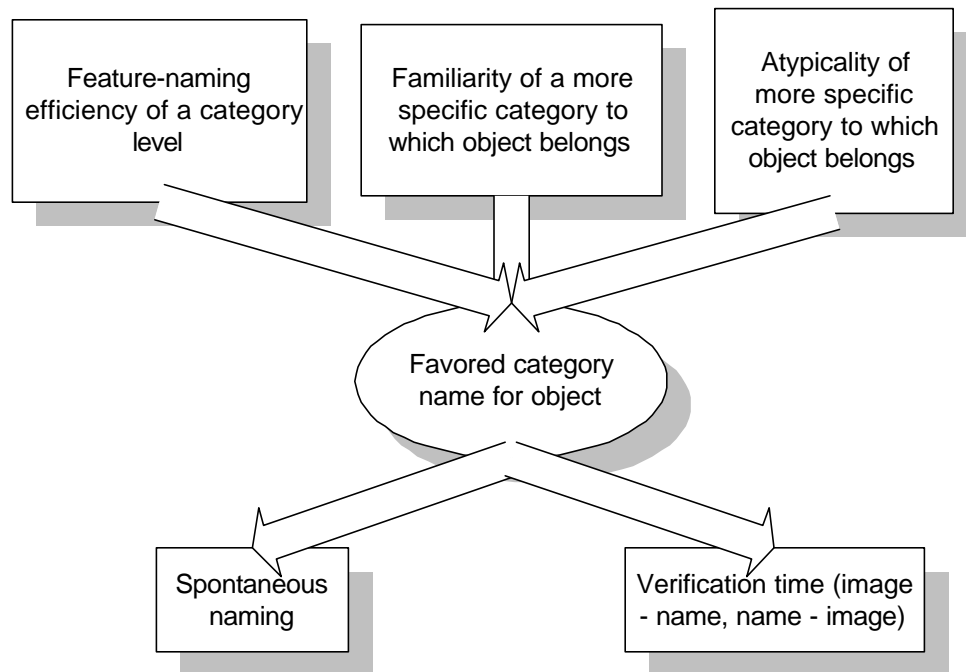 Feature-naming
efficiency of a category
level
Familiarity of a more
specific category to
which object belongs
Atypicality of
more specific
category to which
object belongs
Favored category
name for object
Spontaneous
naming
Verification time (image
- name, name - image)